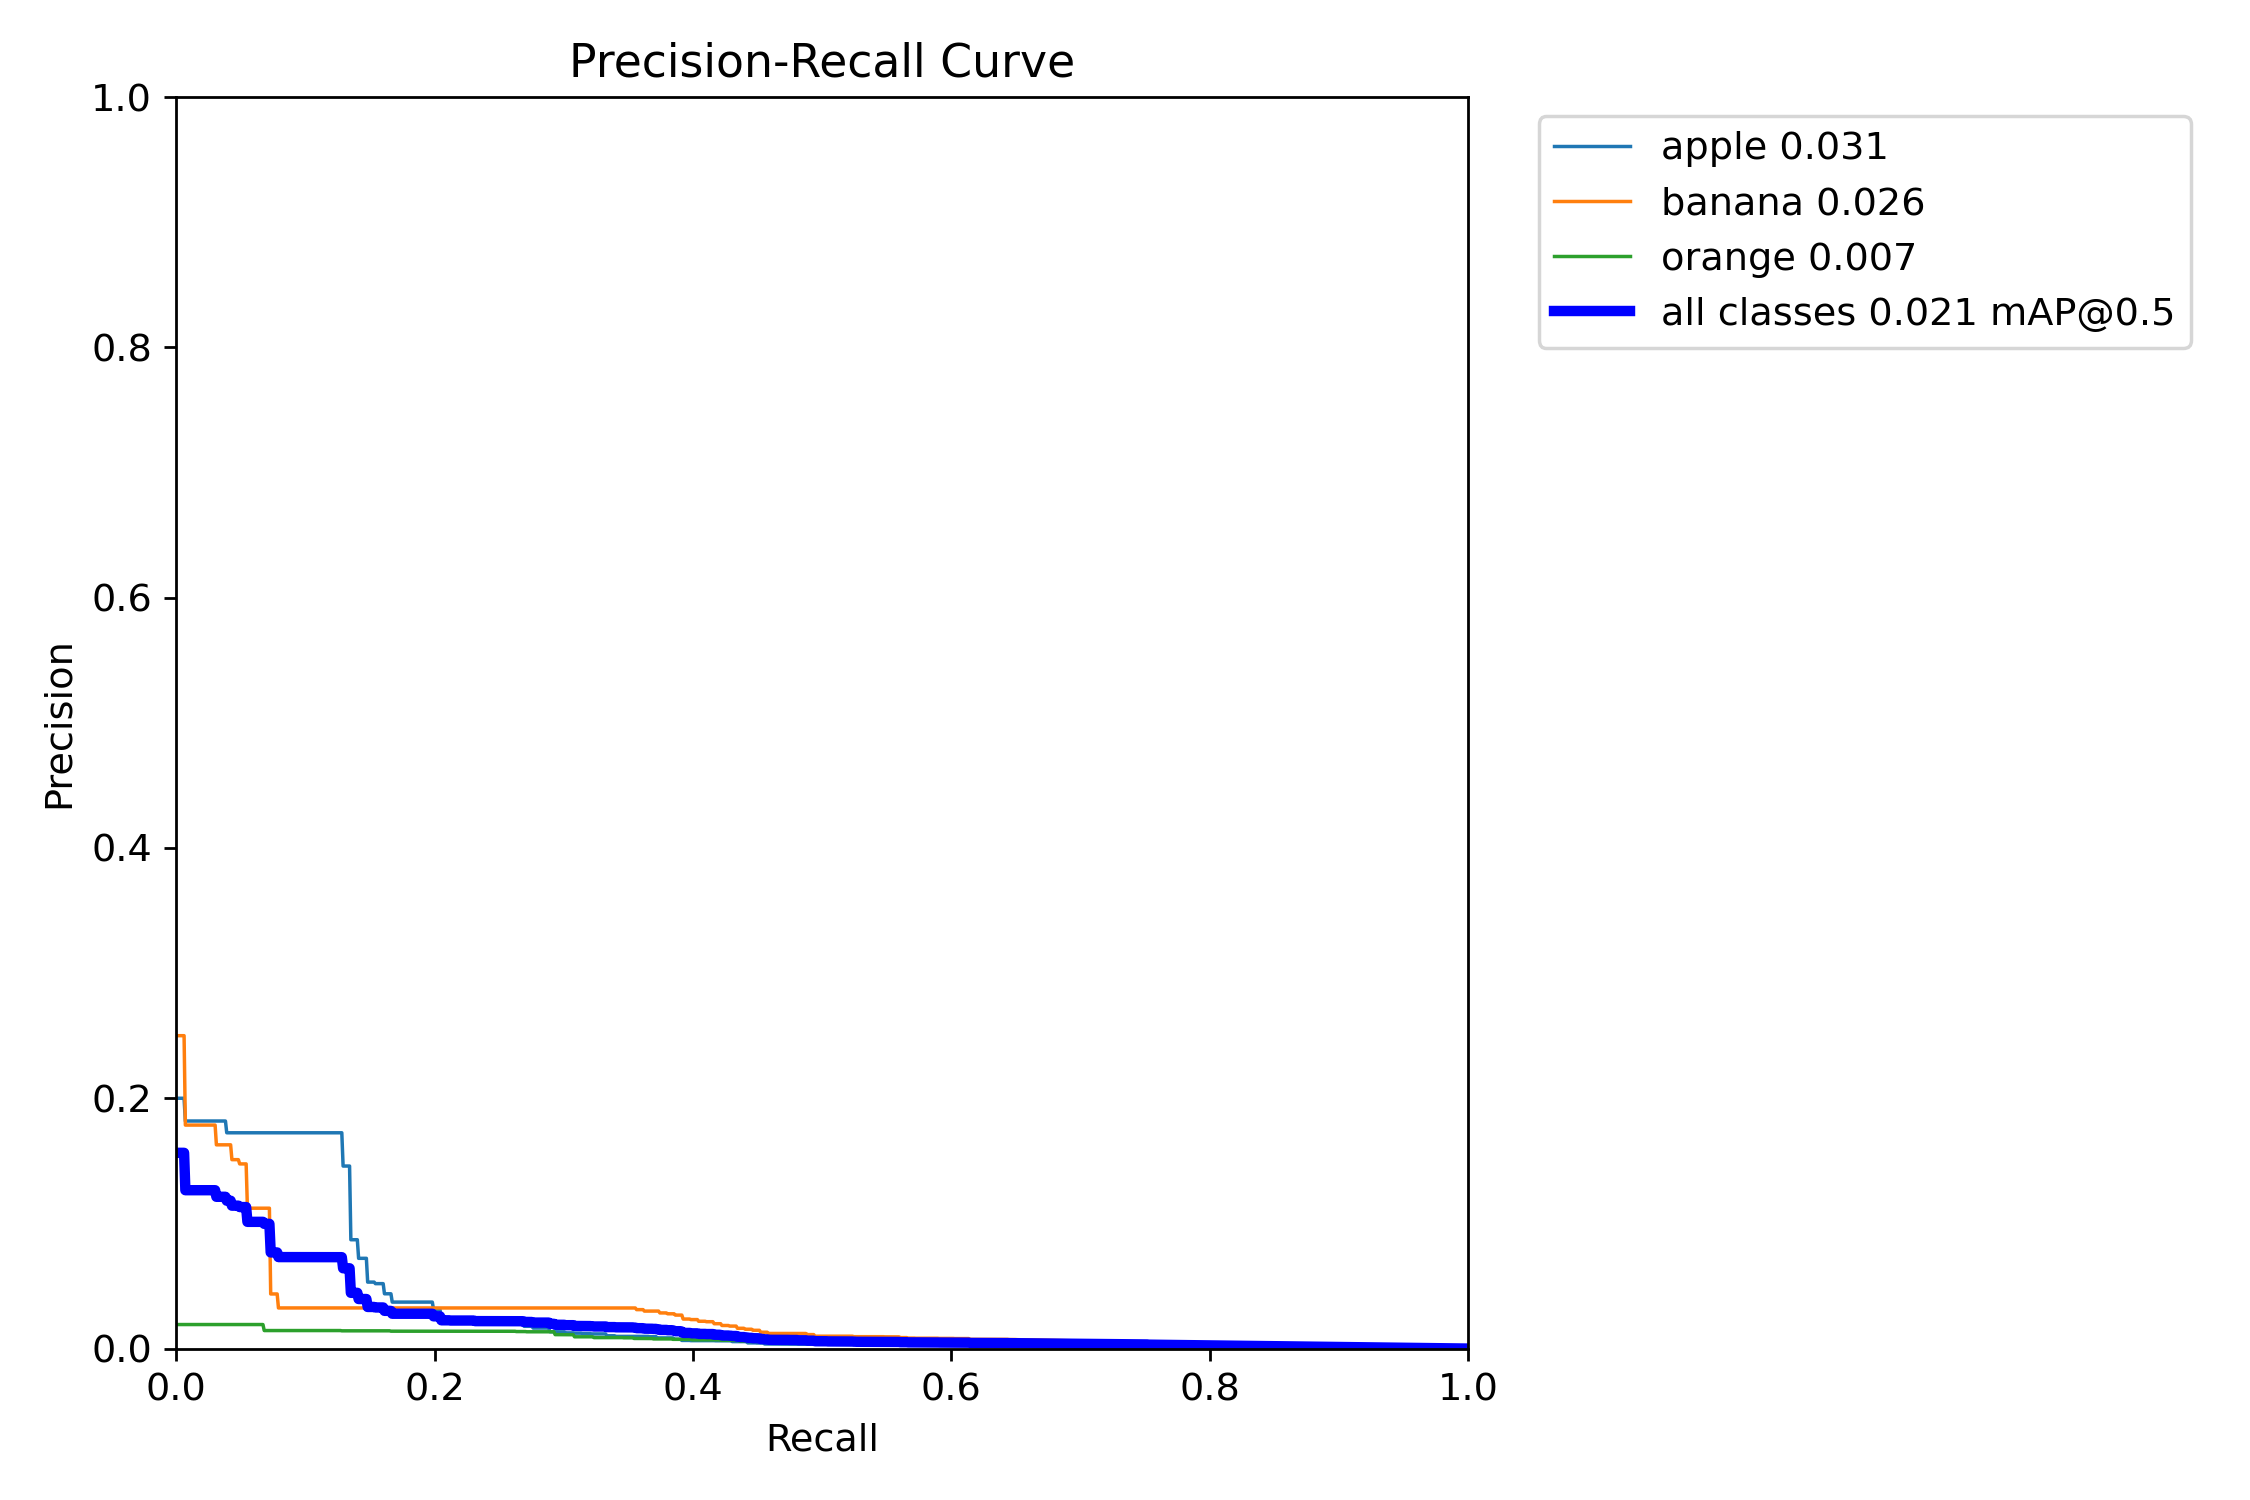 Precision-Recall Curve
1.0
0.8
0.6
0.4
0.2
0.0
Precision
0.0 0.2 0.4 0.6 0.8 1.0
Recall
apple 0.031
banana 0.026
orange 0.007
all classes 0.021 mAP@0.5